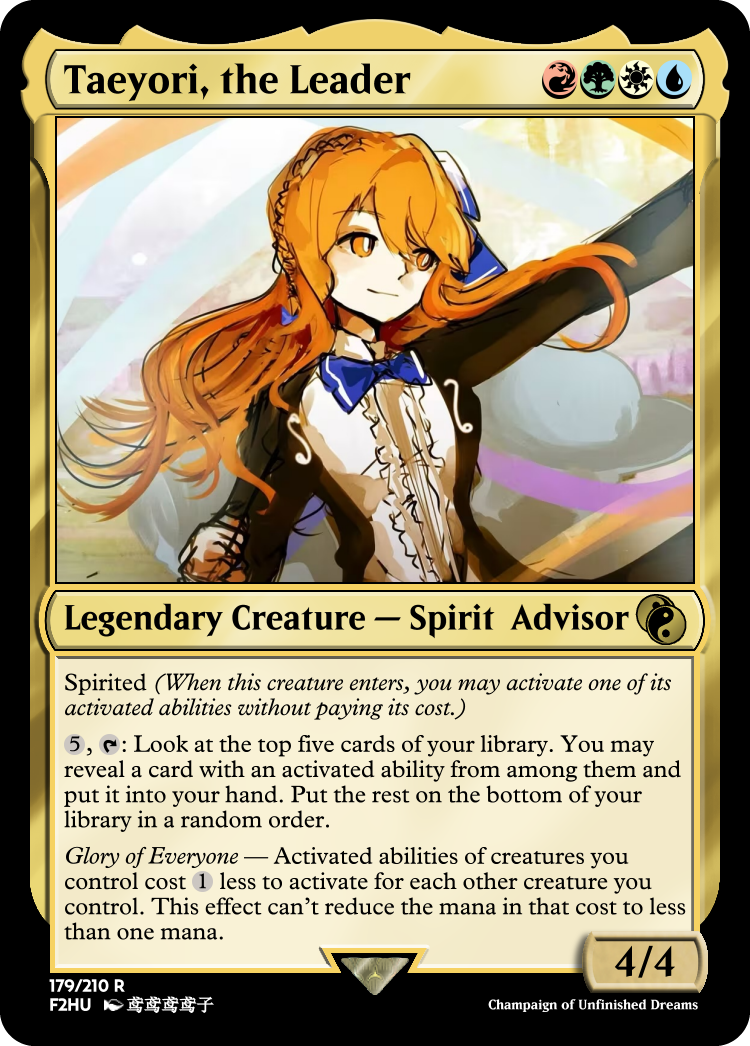 Taeyori, the Leader
Legendary Creature — Spirit Advisor
Spirited (When this creature enters, you may activate one of its
activated abilities without paying its cost.)
5, : Look at the top five cards of your library. You may
reveal a card with an activated ability from among them and
put it into your hand. Put the rest on the bottom of your
library in a random order.
Glory of Everyone — Activated abilities of creatures you
control cost 1 less to activate for each other creature you
control. This effect can't reduce the mana in that cost to less
than one mana.
4/4
179/210 R
F2HU 鸢鸢鸢鸢子
Champaign of Unfinished Dreams